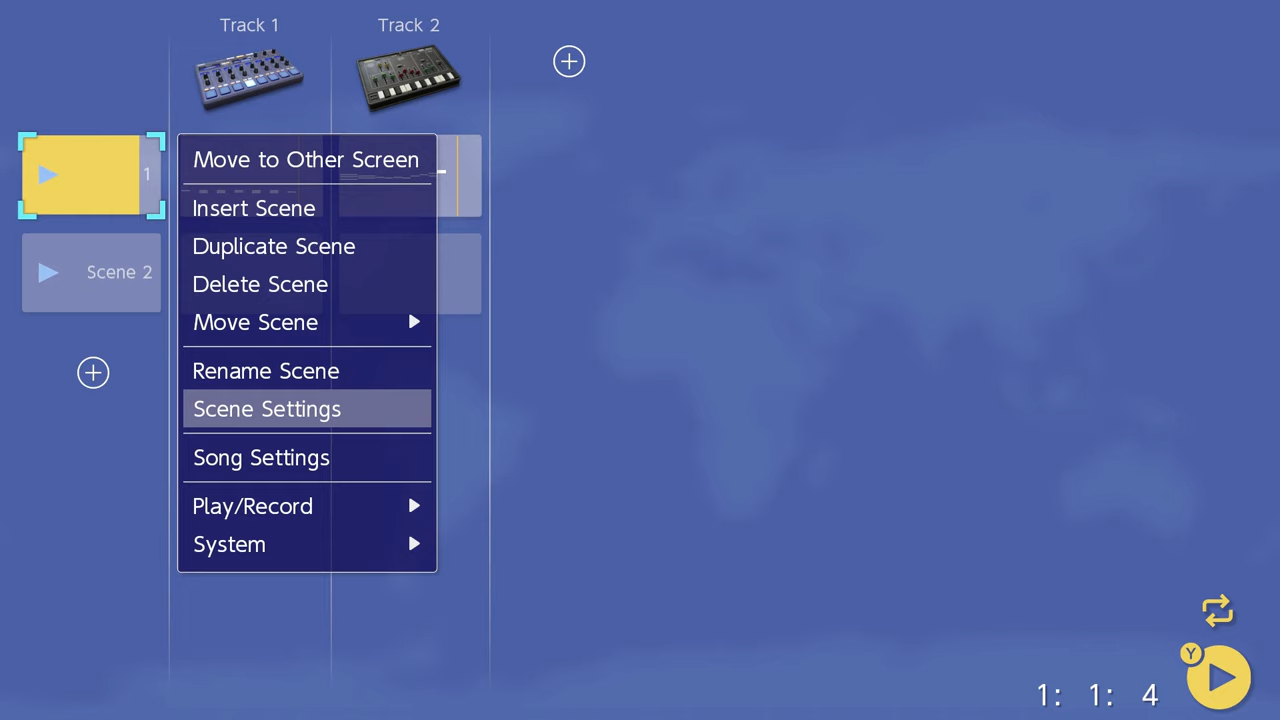 Track 1
Track 2
1
Scene 2
Move to Other Screen
Insert Scene
Duplicate Scene
Delete Scene
Move Scene
Rename Scene
Scene Settings
Song Settings
Play/Record
System
Y
1: 1: 4